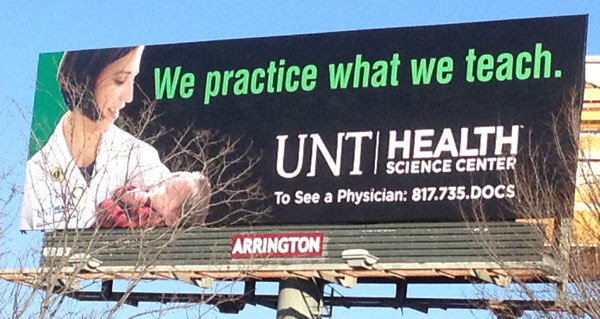 We practice what we teach.
UNT HEALTH
SCIENCE CENTER
To See a Physician: 817.735.DOCS
ARRINGTON